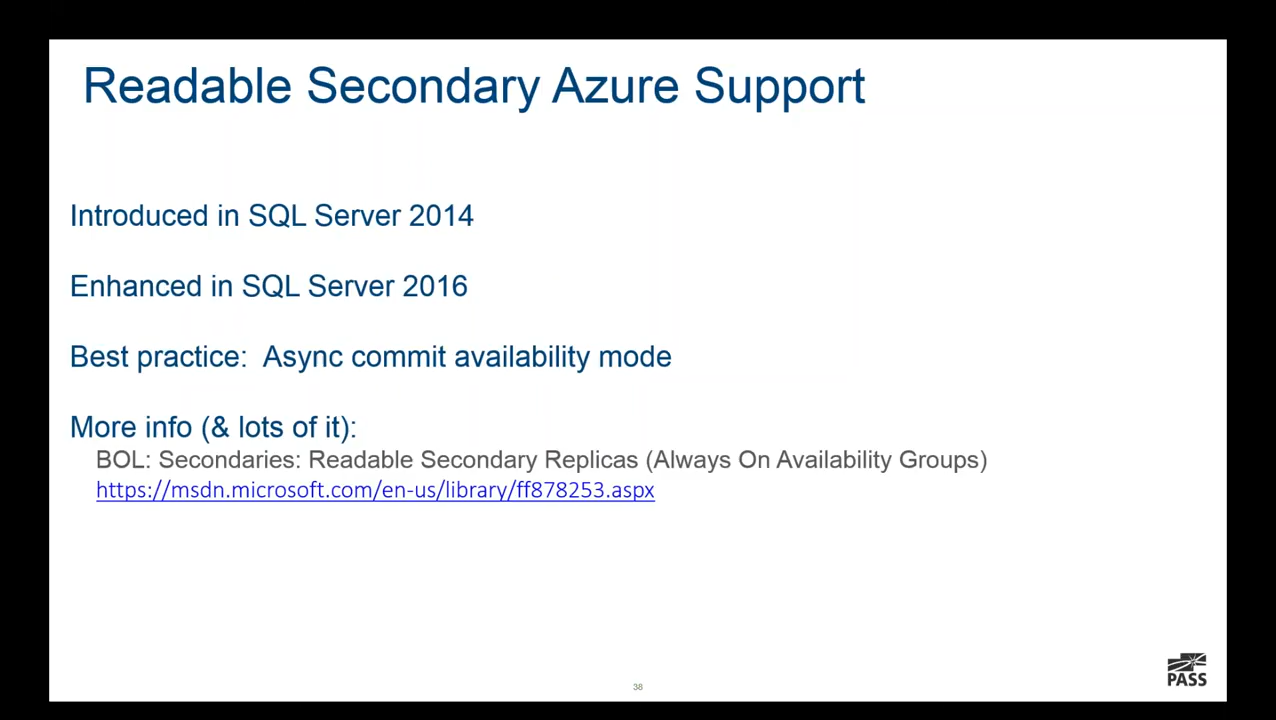 Readable Secondary Azure Support
Introduced in SQL Server 2014
Enhanced in SQL Server 2016
Best practice:  Async commit availability mode
More info (& lots of it):
BOL: Secondaries: Readable Secondary Replicas (Always On Availability Groups)
https://msdn.microsoft.com/en-us/library/ff878253.aspx
38
PASS